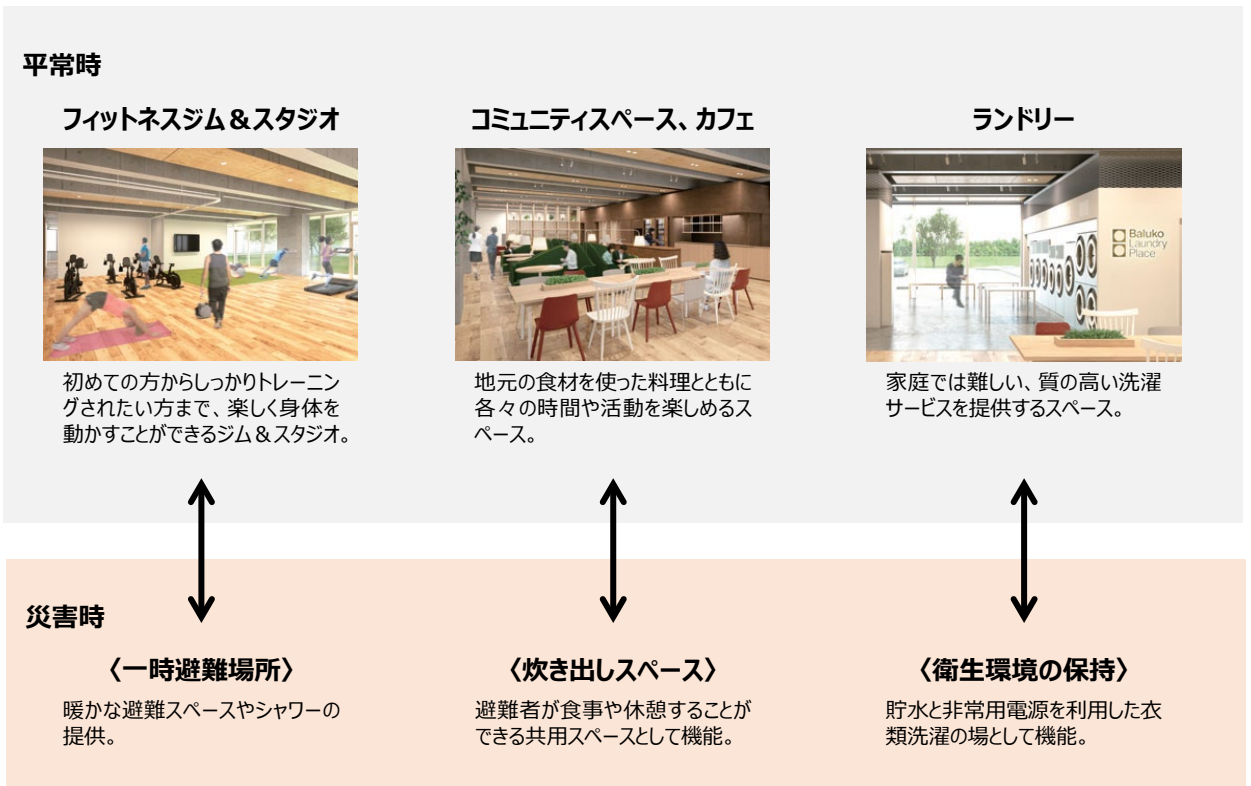 平常時
フィットネスジム＆スタジオ
初めての方からしっかりトレーニン
グされたい方まで、楽しく身体を
動かすことができるジム＆スタジオ。
コミュニティスペース、カフェ
地元の食材を使った料理とともに
各々の時間や活動を楽しめるス
ペース。
ランドリー
Baluko
Laundry
Place
家庭では難しい、質の高い洗濯
サービスを提供するスペース。
災害時
〈一時避難場所〉
暖かな避難スペースやシャワーの
提供。
〈炊き出しスペース〉
避難者が食事や休憩することが
できる共用スペースとして機能。
〈衛生環境の保持〉
貯水と非常用電源を利用した衣
類洗濯の場として機能。